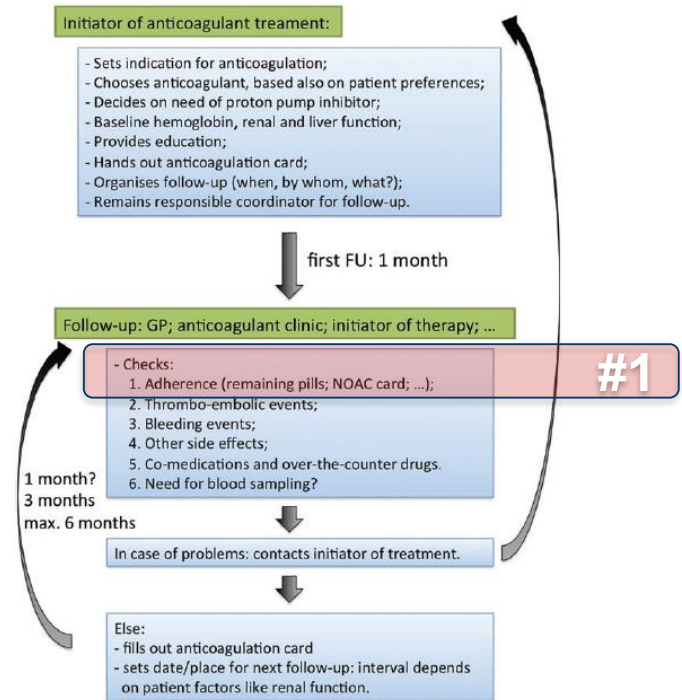 Initiator of anticoagulant treament:
- Sets indication for anticoagulation;
- Chooses anticoagulant, based also on patient preferences;
- Decides on need of proton pump inhibitor;
- Baseline hemoglobin, renal and liver function;
- Provides education;
- Hands out anticoagulation card;
- Organises follow-up (when, by whom, what?);
- Remains responsible coordinator for follow-up.
first FU: 1 month
Follow-up: GP; anticoagulant clinic; initiator of therapy; ...
- Checks:
1. Adherence (remaining pills; NOAC card; ...);
#1
2. Thrombo-embolic events;
3. Bleeding events;
4. Other side effects;
5. Co-medications and over-the-counter drugs.
6. Need for blood sampling?
1 month?
3 months
max. 6 months
In case of problems: contacts initiator of treatment.
Else:
- fills out anticoagulation card
- sets date/place for next follow-up: interval depends
on patient factors like renal function.